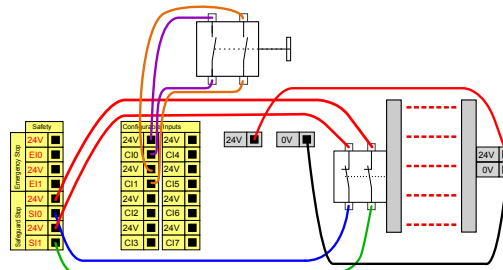 Safety
Emergency Stop
24V
EI0
24V
EI1
Safeguard Stop
24V
SI0
24V
SI1
Configurable Inputs
24V 24V
CI0 CI4
24V 24V
CI1 CI5
24V 24V
CI2 CI6
24V 24V
CI3 CI7
24V
0V
24V
0V